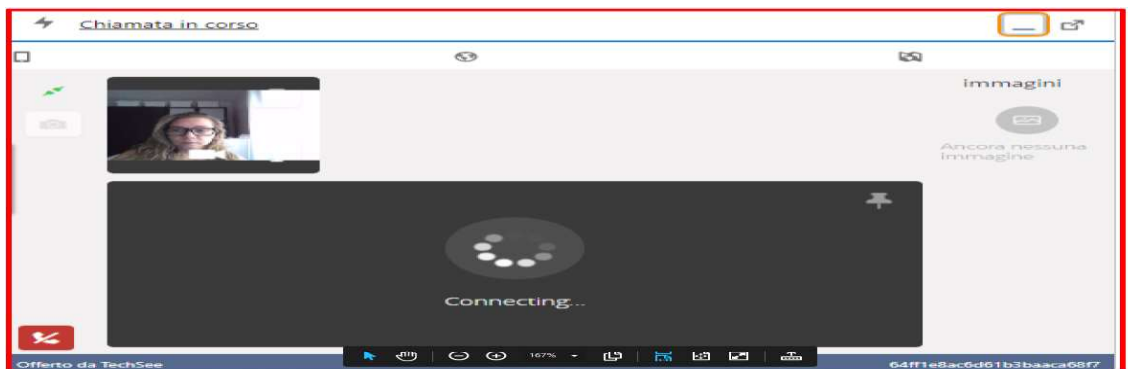 Chiamata in corso
immagini
Ancora nessuna
immagine
Connecting...
167%
Offerto da TechSee
64ff1e8ac6d61b3baaca68f7